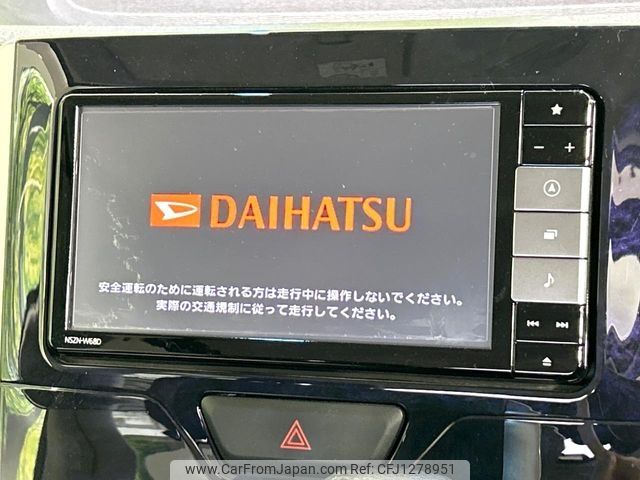 DAIHATSU
安全運転のために運転される方は走行中に操作しないでください。
実際の交通規制に従って走行してください。
NSZN-W68D
www.CarFromJapan.com - CFJ1278951